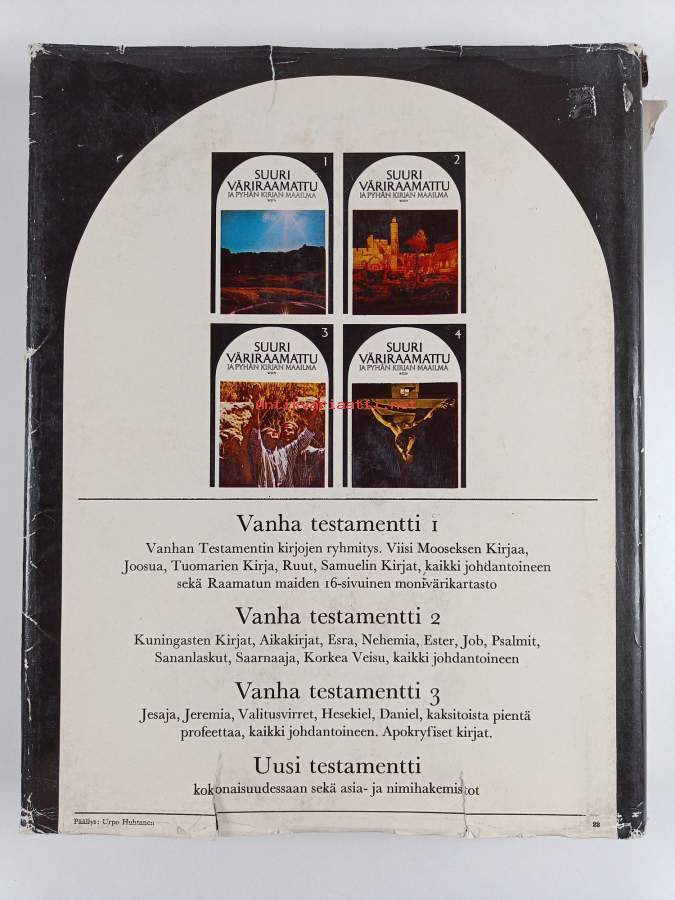 1
SUURI
VÄRIRAAMATTU
JA PYHÄN KIRJAN MAAILMA
WSOY
2
SUURI
VÄRIRAAMATTU
JA PYHÄN KIRJAN MAAILMA
WSOY
3
SUURI
VÄRIRAAMATTU
JA PYHÄN KIRJAN MAAILMA
WSOY
4
SUURI
VÄRIRAAMATTU
JA PYHÄN KIRJAN MAAILMA
WSOY
Vanha testamentti 1
Vanhan Testamentin kirjojen ryhmitys. Viisi Mooseksen Kirjaa,
Joosua, Tuomarien Kirja, Ruut, Samuelin Kirjat, kaikki johdantoineen
sekä Raamatun maiden 16-sivuinen monivärikartasto
Vanha testamentti 2
Kuningasten Kirjat, Aikakirjat, Esra, Nehemia, Ester, Job, Psalmit,
Sananlaskut, Saarnaaja, Korkea Veisu, kaikki johdantoineen
Vanha testamentti 3
Jesaja, Jeremia, Valitusvirret, Hesekiel, Daniel, kaksitoista pientä
profeettaa, kaikki johdantoineen. Apokryfiset kirjat.
Uusi testamentti
kokonaisuudessaan sekä asia- ja nimihakemistot
Päällys: Urpo Huhtanen